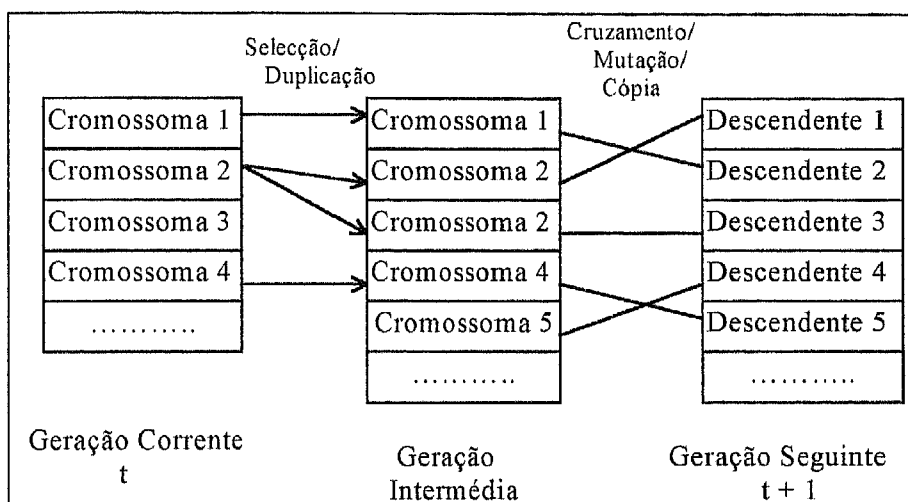 Selecção/
Duplicação
Cruzamento/
Mutação/
Cópia
Cromossoma 1
Cromossoma 2
Cromossoma 3
Cromossoma 4
...........
Cromossoma 1
Cromossoma 2
Cromossoma 2
Cromossoma 4
Cromossoma 5
...........
Descendente 1
Descendente 2
Descendente 3
Descendente 4
Descendente 5
...........
Geração Corrente
t
Geração
Intermédia
Geração Seguinte
t + 1